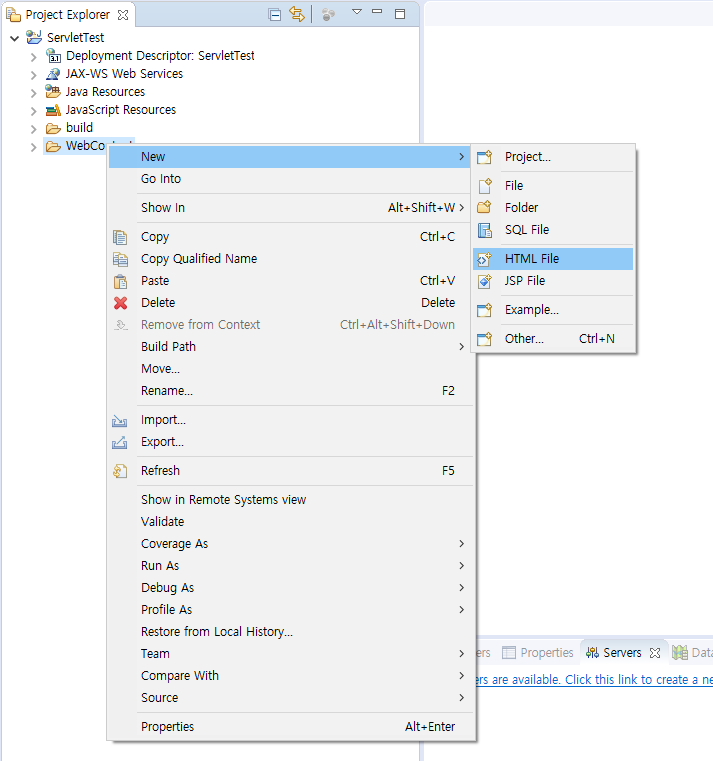 Project Explorer
ServletTest
3.1 Deployment Descriptor: ServletTest
JAX-WS Web Services
Java Resources
JavaScript Resources
build
WebCo
New
Go Into
Show In Alt+Shift+W
Copy Ctrl+C
Copy Qualified Name
Paste Ctrl+V
Delete Delete
Remove from Context Ctrl+Alt+Shift+Down
Build Path
Move...
Rename... F2
Import...
Export...
Refresh F5
Show in Remote Systems view
Validate
Coverage As
Run As
Debug As
Profile As
Restore from Local History...
Team
Compare With
Source
Properties Alt+Enter
Project...
File
Folder
SQL File
HTML File
JSP File
Example...
Other... Ctrl+N
ers Properties Servers Data
ers are available. Click this link to create a ne